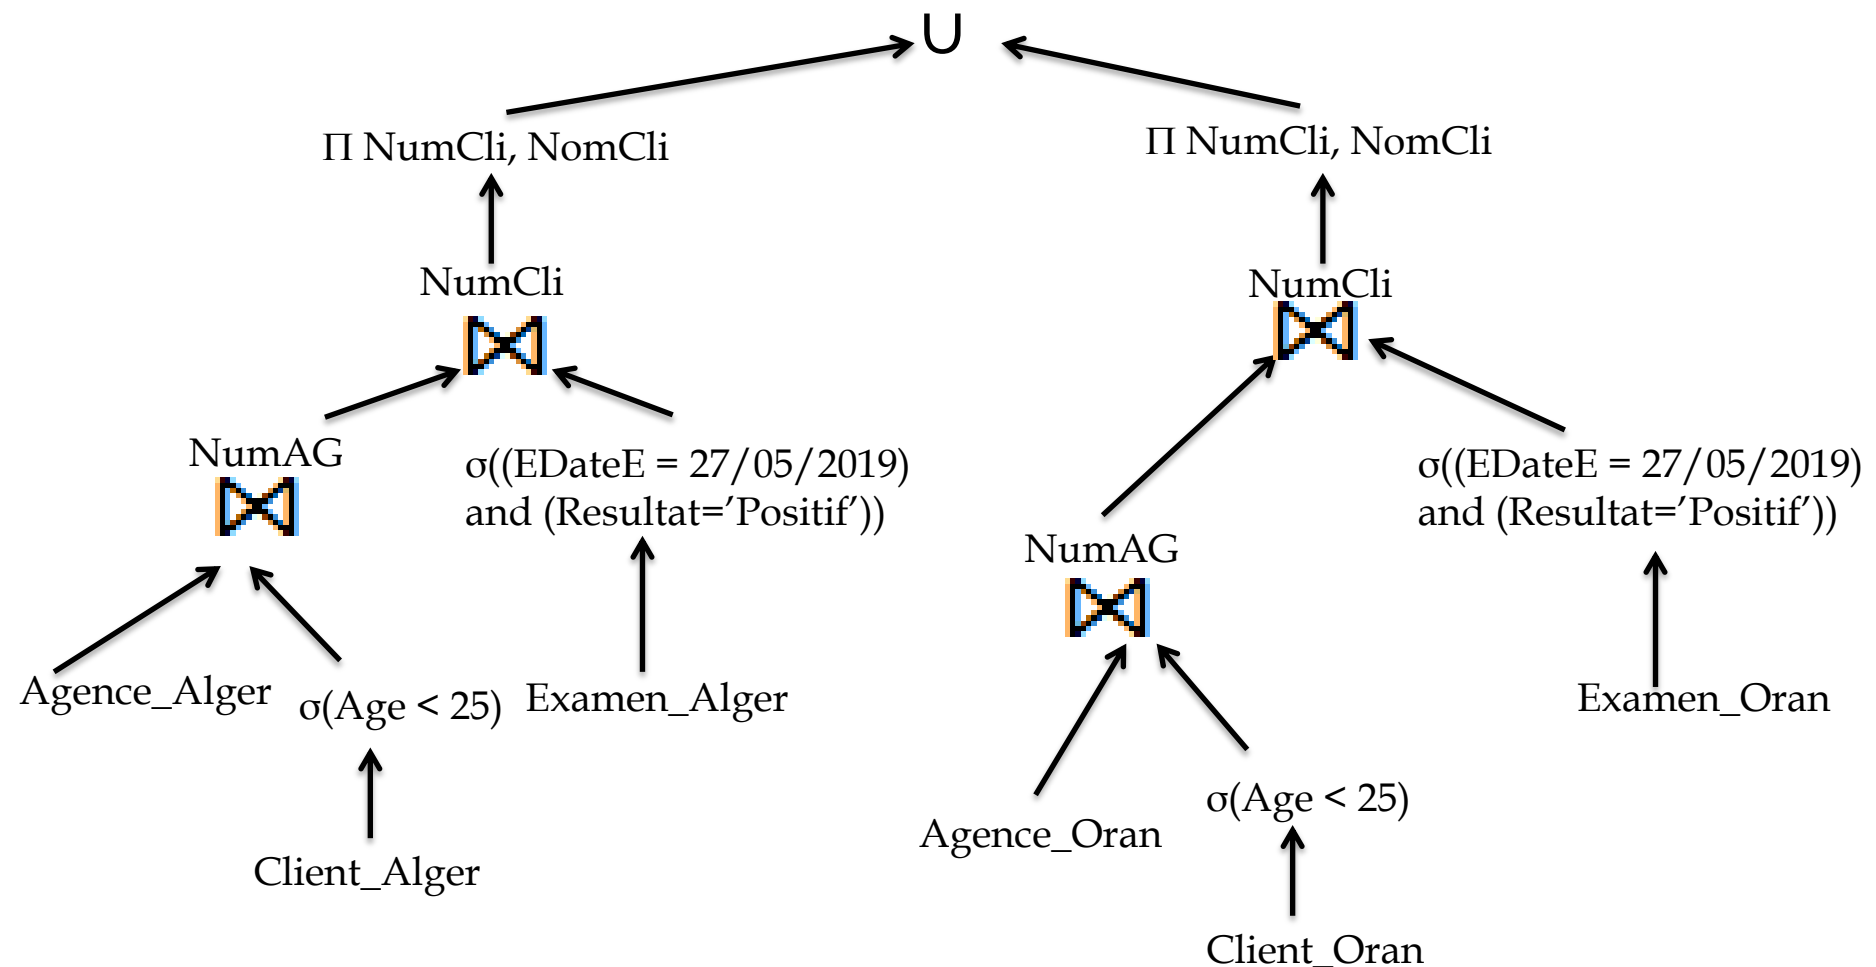 ∪
Π NumCli, NomCli
Π NumCli, NomCli
NumCli
NumCli
NumAG
σ((EDateE = 27/05/2019)
and (Resultat=’Positif’))
σ((EDateE = 27/05/2019)
and (Resultat=’Positif’))
NumAG
Agence_Alger
σ(Age < 25)
Examen_Alger
Examen_Oran
Agence_Oran
σ(Age < 25)
Client_Alger
Client_Oran